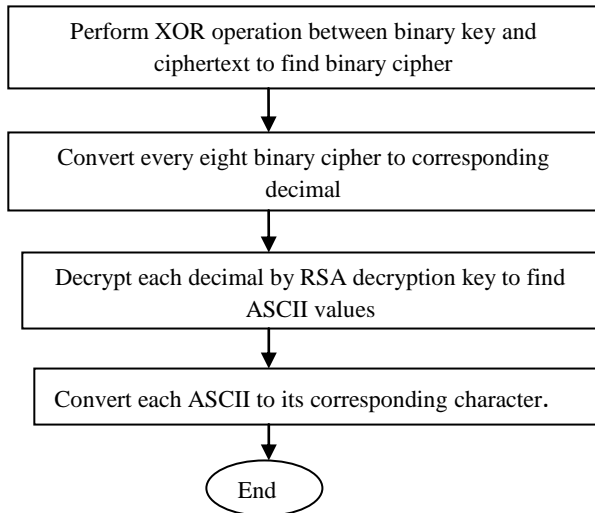 Perform XOR operation between binary key and
ciphertext to find binary cipher
Convert every eight binary cipher to corresponding
decimal
Decrypt each decimal by RSA decryption key to find
ASCII values
Convert each ASCII to its corresponding character.
End